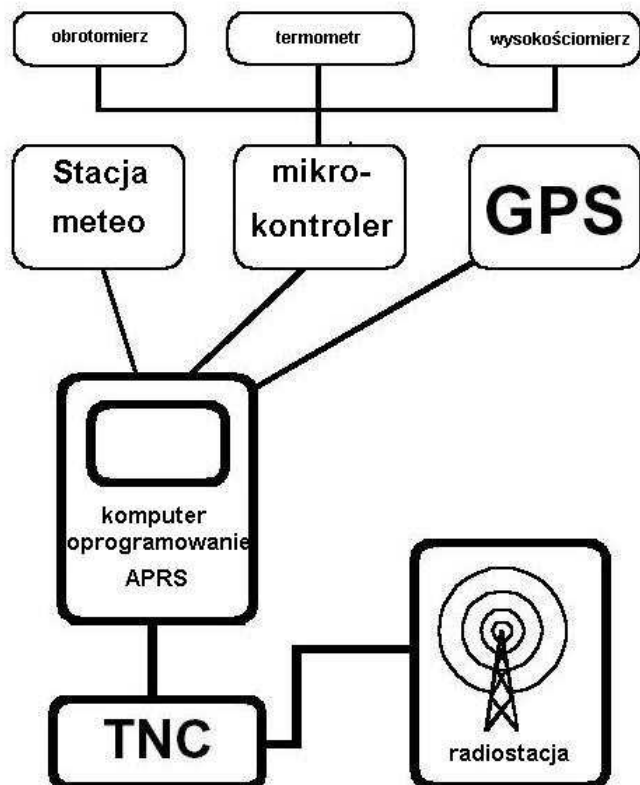 obrotomierz
termometr
wysokościomierz
Stacja
meteo
mikro-
kontroler
GPS
komputer
oprogramowanie
APRS
TNC
radiostacja